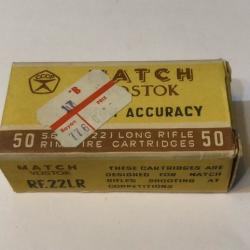 MATCH
СССР
VOSTOK
ACCURACY
50 5.6 (.22) LONG RIFLE 50
RIMFIRE CARTRIDGES
MATCH
VOSTOK
RF.22LR
THESE CARTRIDGES ARE
DESIGNED FOR MATCH
RIFLES SHOOTING AT
COMPETITIONS